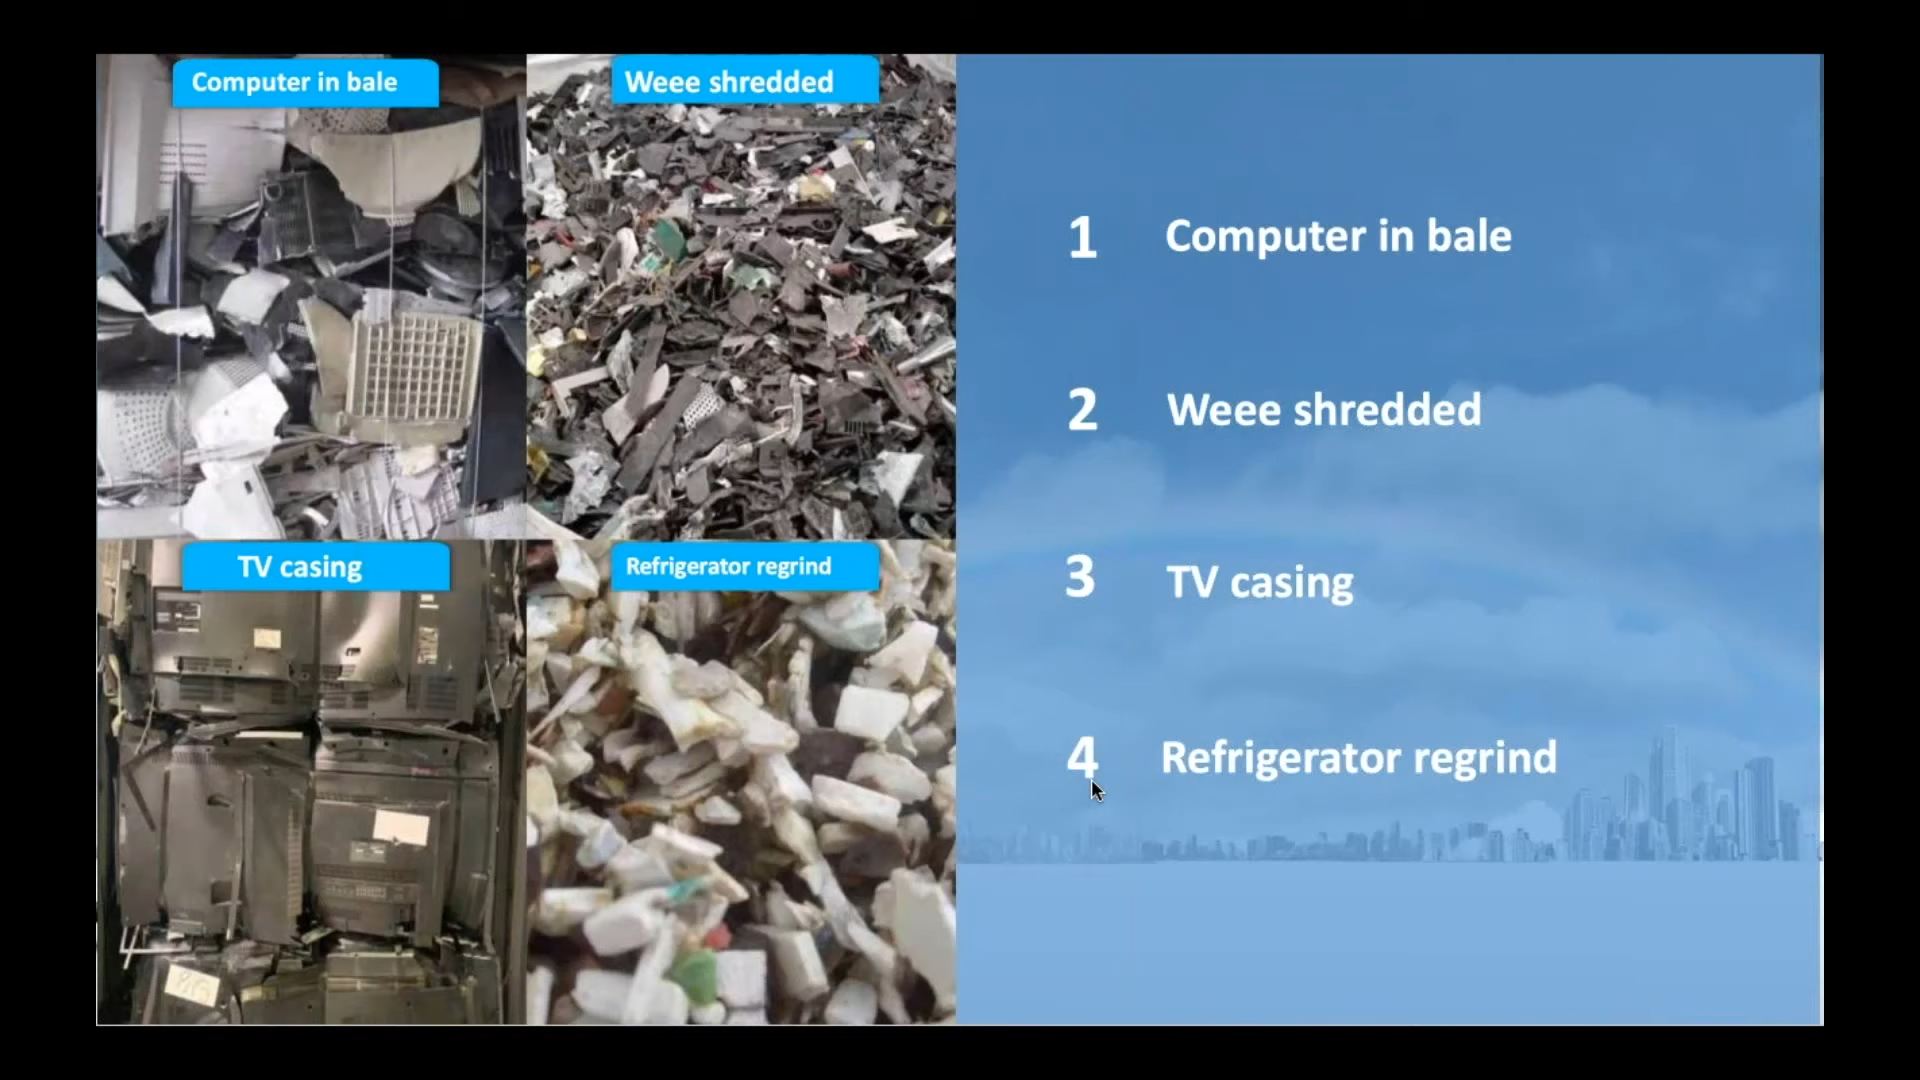 Computer in bale
Weee shredded
TV casing
Refrigerator regrind
1 Computer in bale
2 Weee shredded
3 TV casing
4 Refrigerator regrind